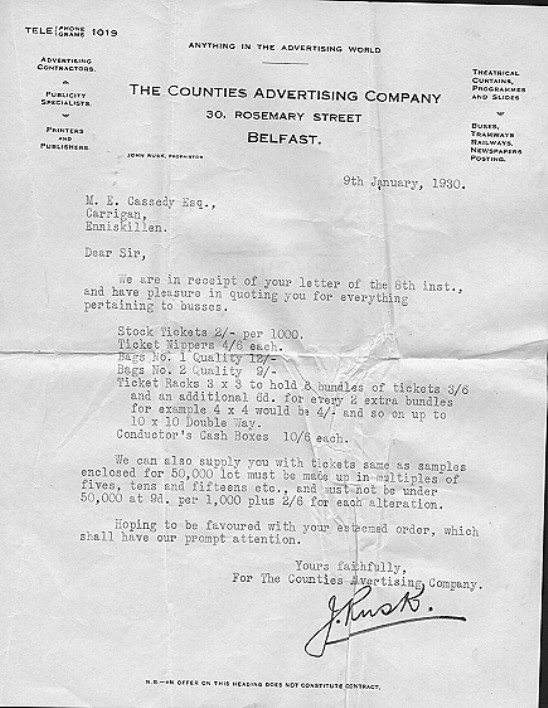 TELE PHONE GRAMS 1019
ANYTHING IN THE ADVERTISING WORLD
ADVERTISING
CONTRACTORS.
PUBLICITY
SPECIALISTS.
PRINTERS
AND
PUBLISHERS
THE COUNTIES ADVERTISING COMPANY
30, ROSEMARY STREET
BELFAST.
THEATRICAL
CURTAINS,
PROGRAMMES
AND SLIDES
BUSES,
TRAMWAYS
RAILWAYS.
NEWSPAPERS
POSTING.
JOHN RUSK, PROPRIETOR
9th January, 1930.
M. E. Cassedy Esq.,
Carrigan,
Enniskillen.
Dear Sir,
We are in receipt of your letter of the 8th inst.,
and have pleasure in quoting you for everything
pertaining to busses.
Stock Tickets 2/- per 1000.
Ticket Nippers 4/6 each.
Bags No. 1 Quality 12/-
Bags No. 2 Quality 9/-
Ticket Racks 3 x 3 to hold 8 bundles of tickets 3/6
and an additional 6d. for every 2 extra bundles
for example 4 x 4 would be 4/- and so on up to
10 x 10 Double Way.
Conductor's Cash Boxes 10/6 each.
We can also supply you with tickets same as samples
enclosed for 50,000 lot must be made up in multiples of
fives, tens and fifteens etc., and must not be under
50,000 at 9d. per 1,000 plus 2/6 for each alteration.
Hoping to be favoured with your esteemed order, which
shall have our prompt attention.
Yours faithfully,
For The Counties Avertising Company.
J. Rusk.
N.B.—AN OFFER ON THIS HEADING DOES NOT CONSTITUTE CONTRACT.